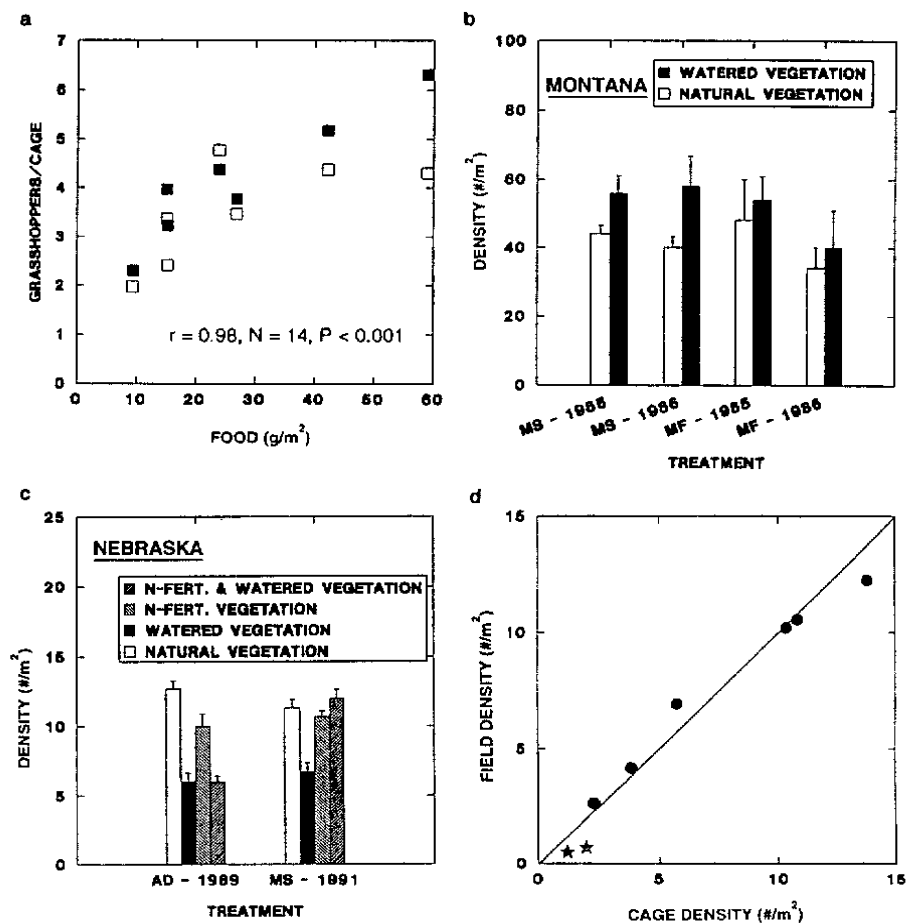 a
7
6
5
4
3
2
1
0
GRASSHOPPERS/CAGE
r = 0.98, N = 14, P < 0.001
0 10 20 30 40 50 60
FOOD (g/m²)
b
100
80
60
40
20
0
DENSITY (#/m²)
MONTANA
WATERED VEGETATION
NATURAL VEGETATION
MS - 1985
MS - 1986
MF - 1985
MF - 1986
TREATMENT
c
25
20
15
10
5
0
DENSITY (#/m²)
NEBRASKA
N-FERT. & WATERED VEGETATION
N-FERT. VEGETATION
WATERED VEGETATION
NATURAL VEGETATION
AD - 1989 MS - 1991
TREATMENT
d
15
10
5
0
FIELD DENSITY (#/m²)
0 5 10 15
CAGE DENSITY (#/m²)